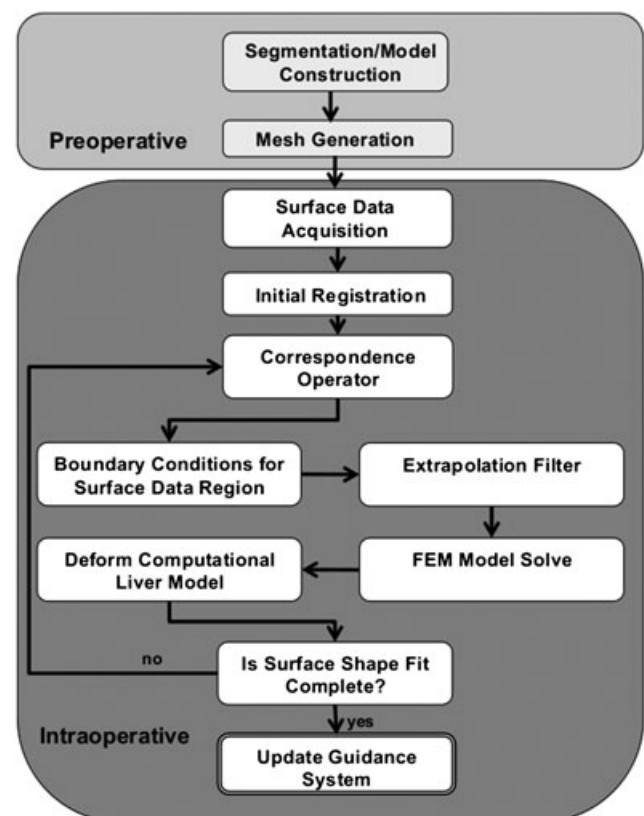 Segmentation/Model
Construction
Preoperative
Mesh Generation
Surface Data
Acquisition
Initial Registration
Correspondence
Operator
Boundary Conditions for
Surface Data Region
Extrapolation Filter
Deform Computational
Liver Model
FEM Model Solve
no
Is Surface Shape Fit
Complete?
yes
Intraoperative
Update Guidance
System